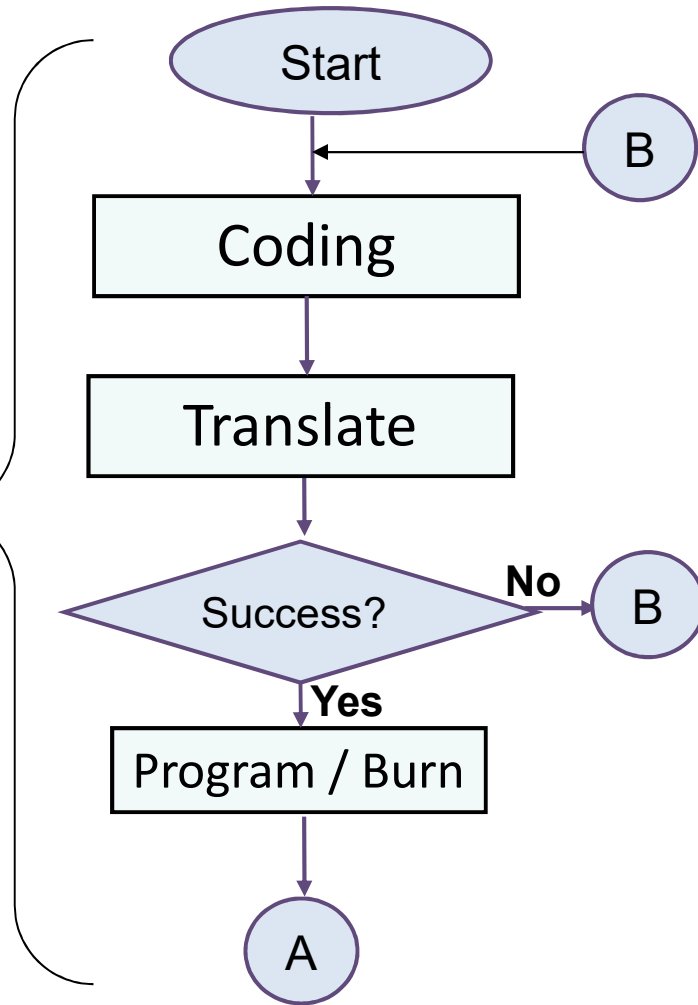 Start
B
Coding
Translate
Success?
No
B
Yes
Program / Burn
A